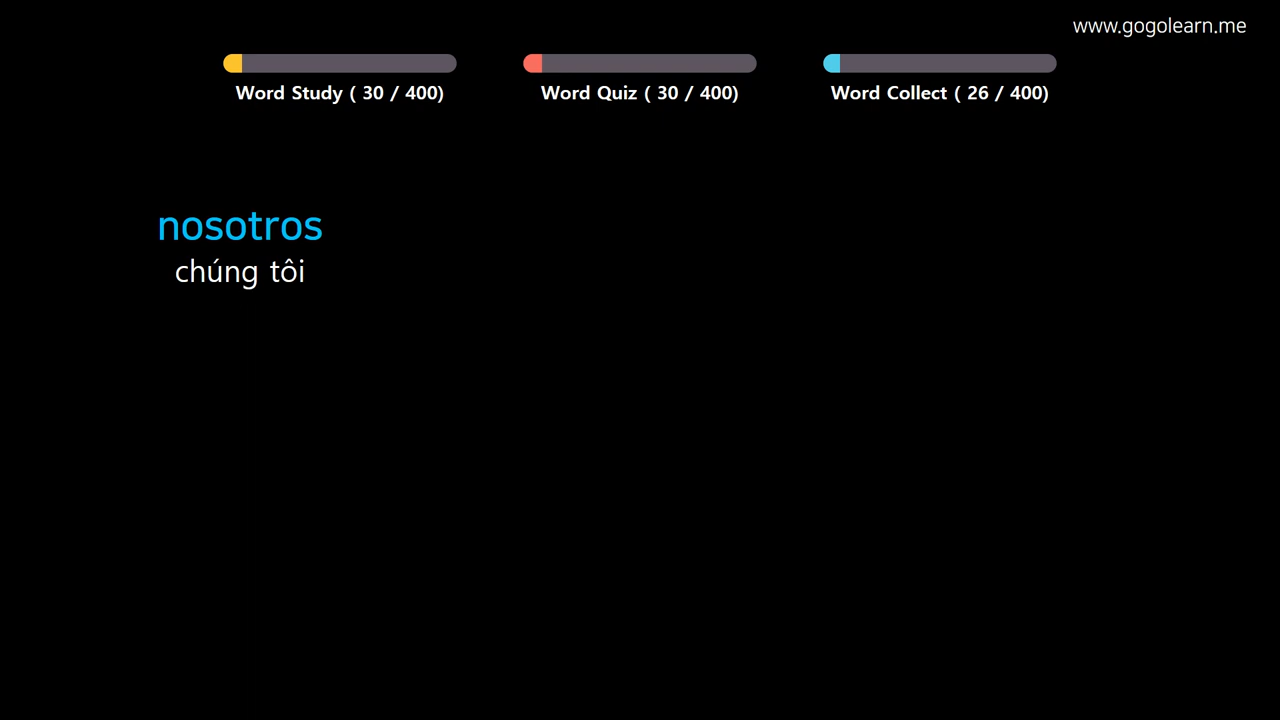 www.gogolearn.me
Word Study ( 30 / 400)
Word Quiz ( 30 / 400)
Word Collect ( 26 / 400)
nosotros
chúng tôi